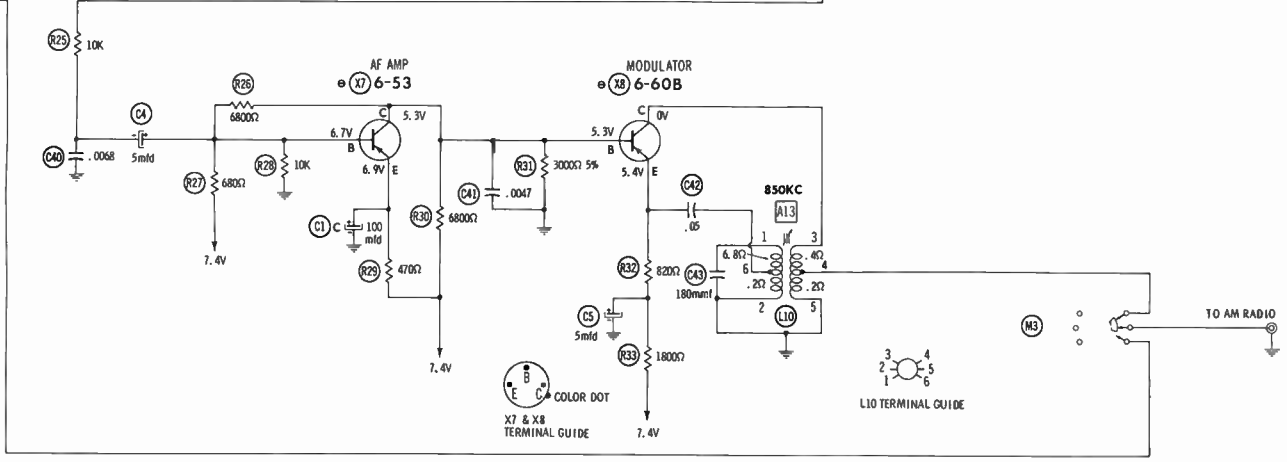 R25
10K
AF AMP
⊖ X7 6-53
MODULATOR
⊖ X8 6-60B
R26
6800Ω
C
5.3V
C
0V
C4
5mfd
6.7V
B
5.3V
B
C40
.0068
R28
10K
6.9V
E
R31
3000Ω 5%
5.4V
E
R27
680Ω
C41
.0047
C42
.05
850KC
A13
C1
C
100
mfd
R30
6800Ω
1
3
6.8Ω
.4Ω
6
4
7.4V
R29
470Ω
R32
820Ω
C43
180mmf
.2Ω
.2Ω
2
5
L10
C5
5mfd
M3
TO AM RADIO
R33
1800Ω
7.4V
B
E
C
COLOR DOT
X7 & X8
TERMINAL GUIDE
7.4V
3
4
2
5
1
6
L10 TERMINAL GUIDE